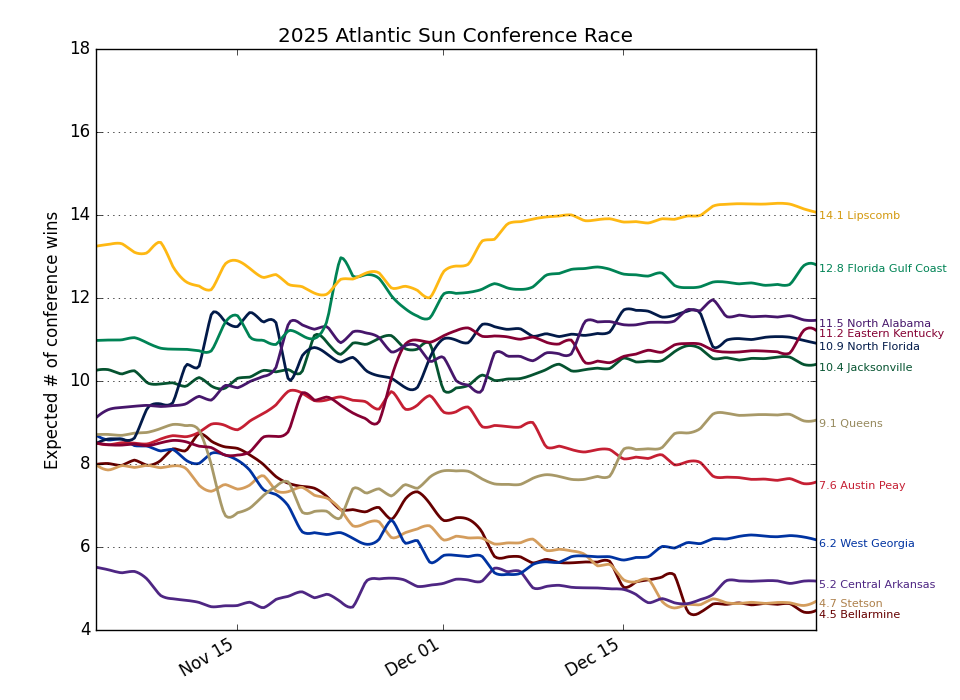 2025 Atlantic Sun Conference Race
Expected # of conference wins
18
16
14
12
10
8
6
4
Nov 15
Dec 01
Dec 15
14.1 Lipscomb
12.8 Florida Gulf Coast
11.5 North Alabama
11.2 Eastern Kentucky
10.9 North Florida
10.4 Jacksonville
9.1 Queens
7.6 Austin Peay
6.2 West Georgia
5.2 Central Arkansas
4.7 Stetson
4.5 Bellarmine